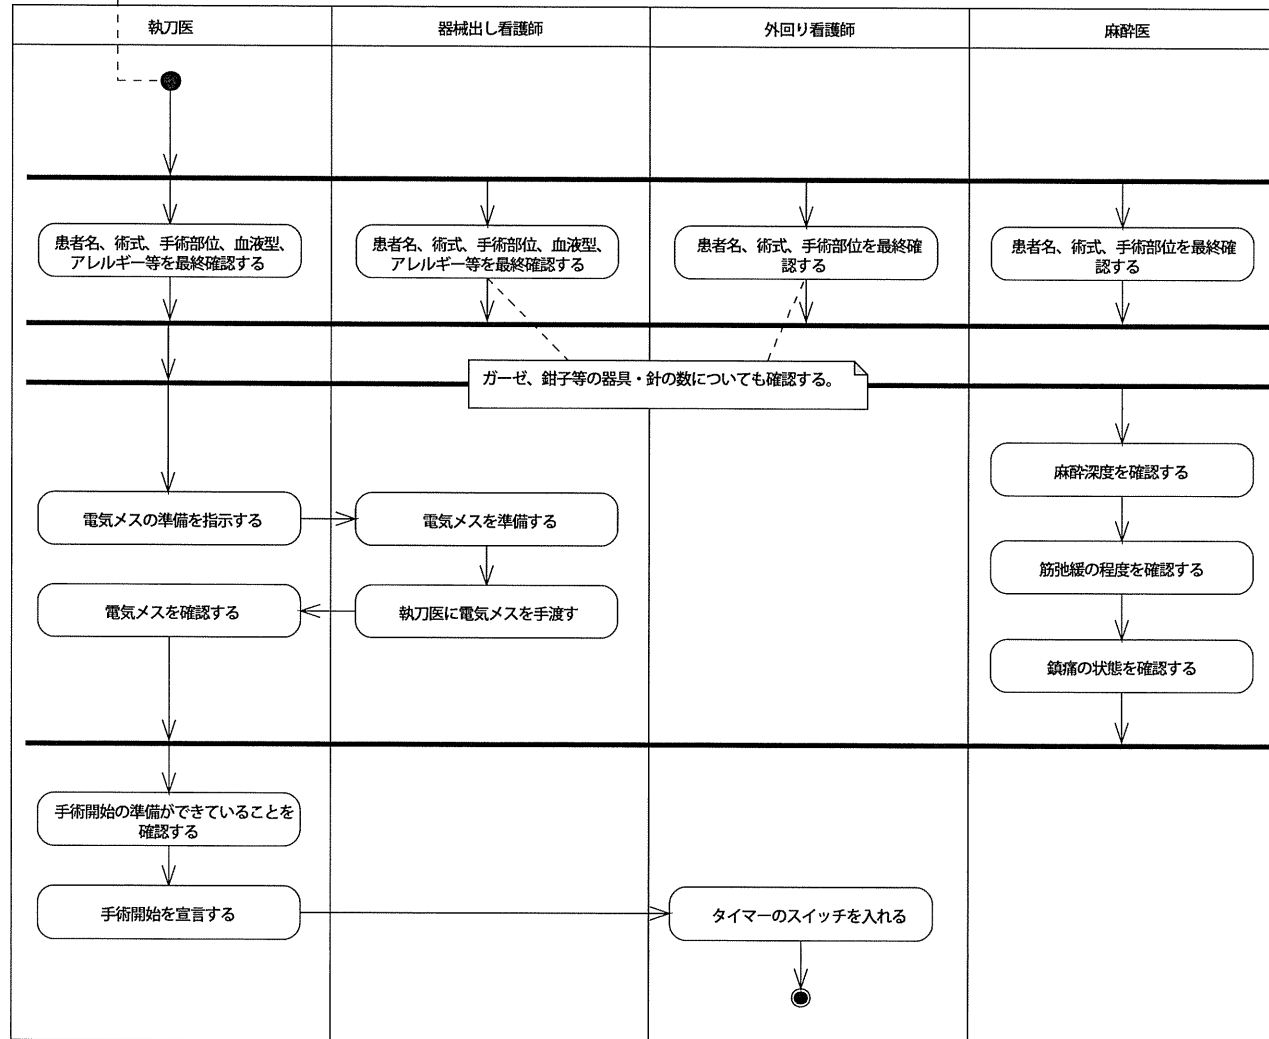 執刀医
器械出し看護師
外回り看護師
麻酔医
患者名、術式、手術部位、血液型、
アレルギー等を最終確認する
患者名、術式、手術部位、血液型、
アレルギー等を最終確認する
患者名、術式、手術部位を最終確
認する
患者名、術式、手術部位を最終確
認する
ガーゼ、鉗子等の器具・針の数についても確認する。
麻酔深度を確認する
電気メスの準備を指示する
電気メスを準備する
筋弛緩の程度を確認する
電気メスを確認する
執刀医に電気メスを手渡す
鎮痛の状態を確認する
手術開始の準備ができていることを
確認する
手術開始を宣言する
タイマーのスイッチを入れる